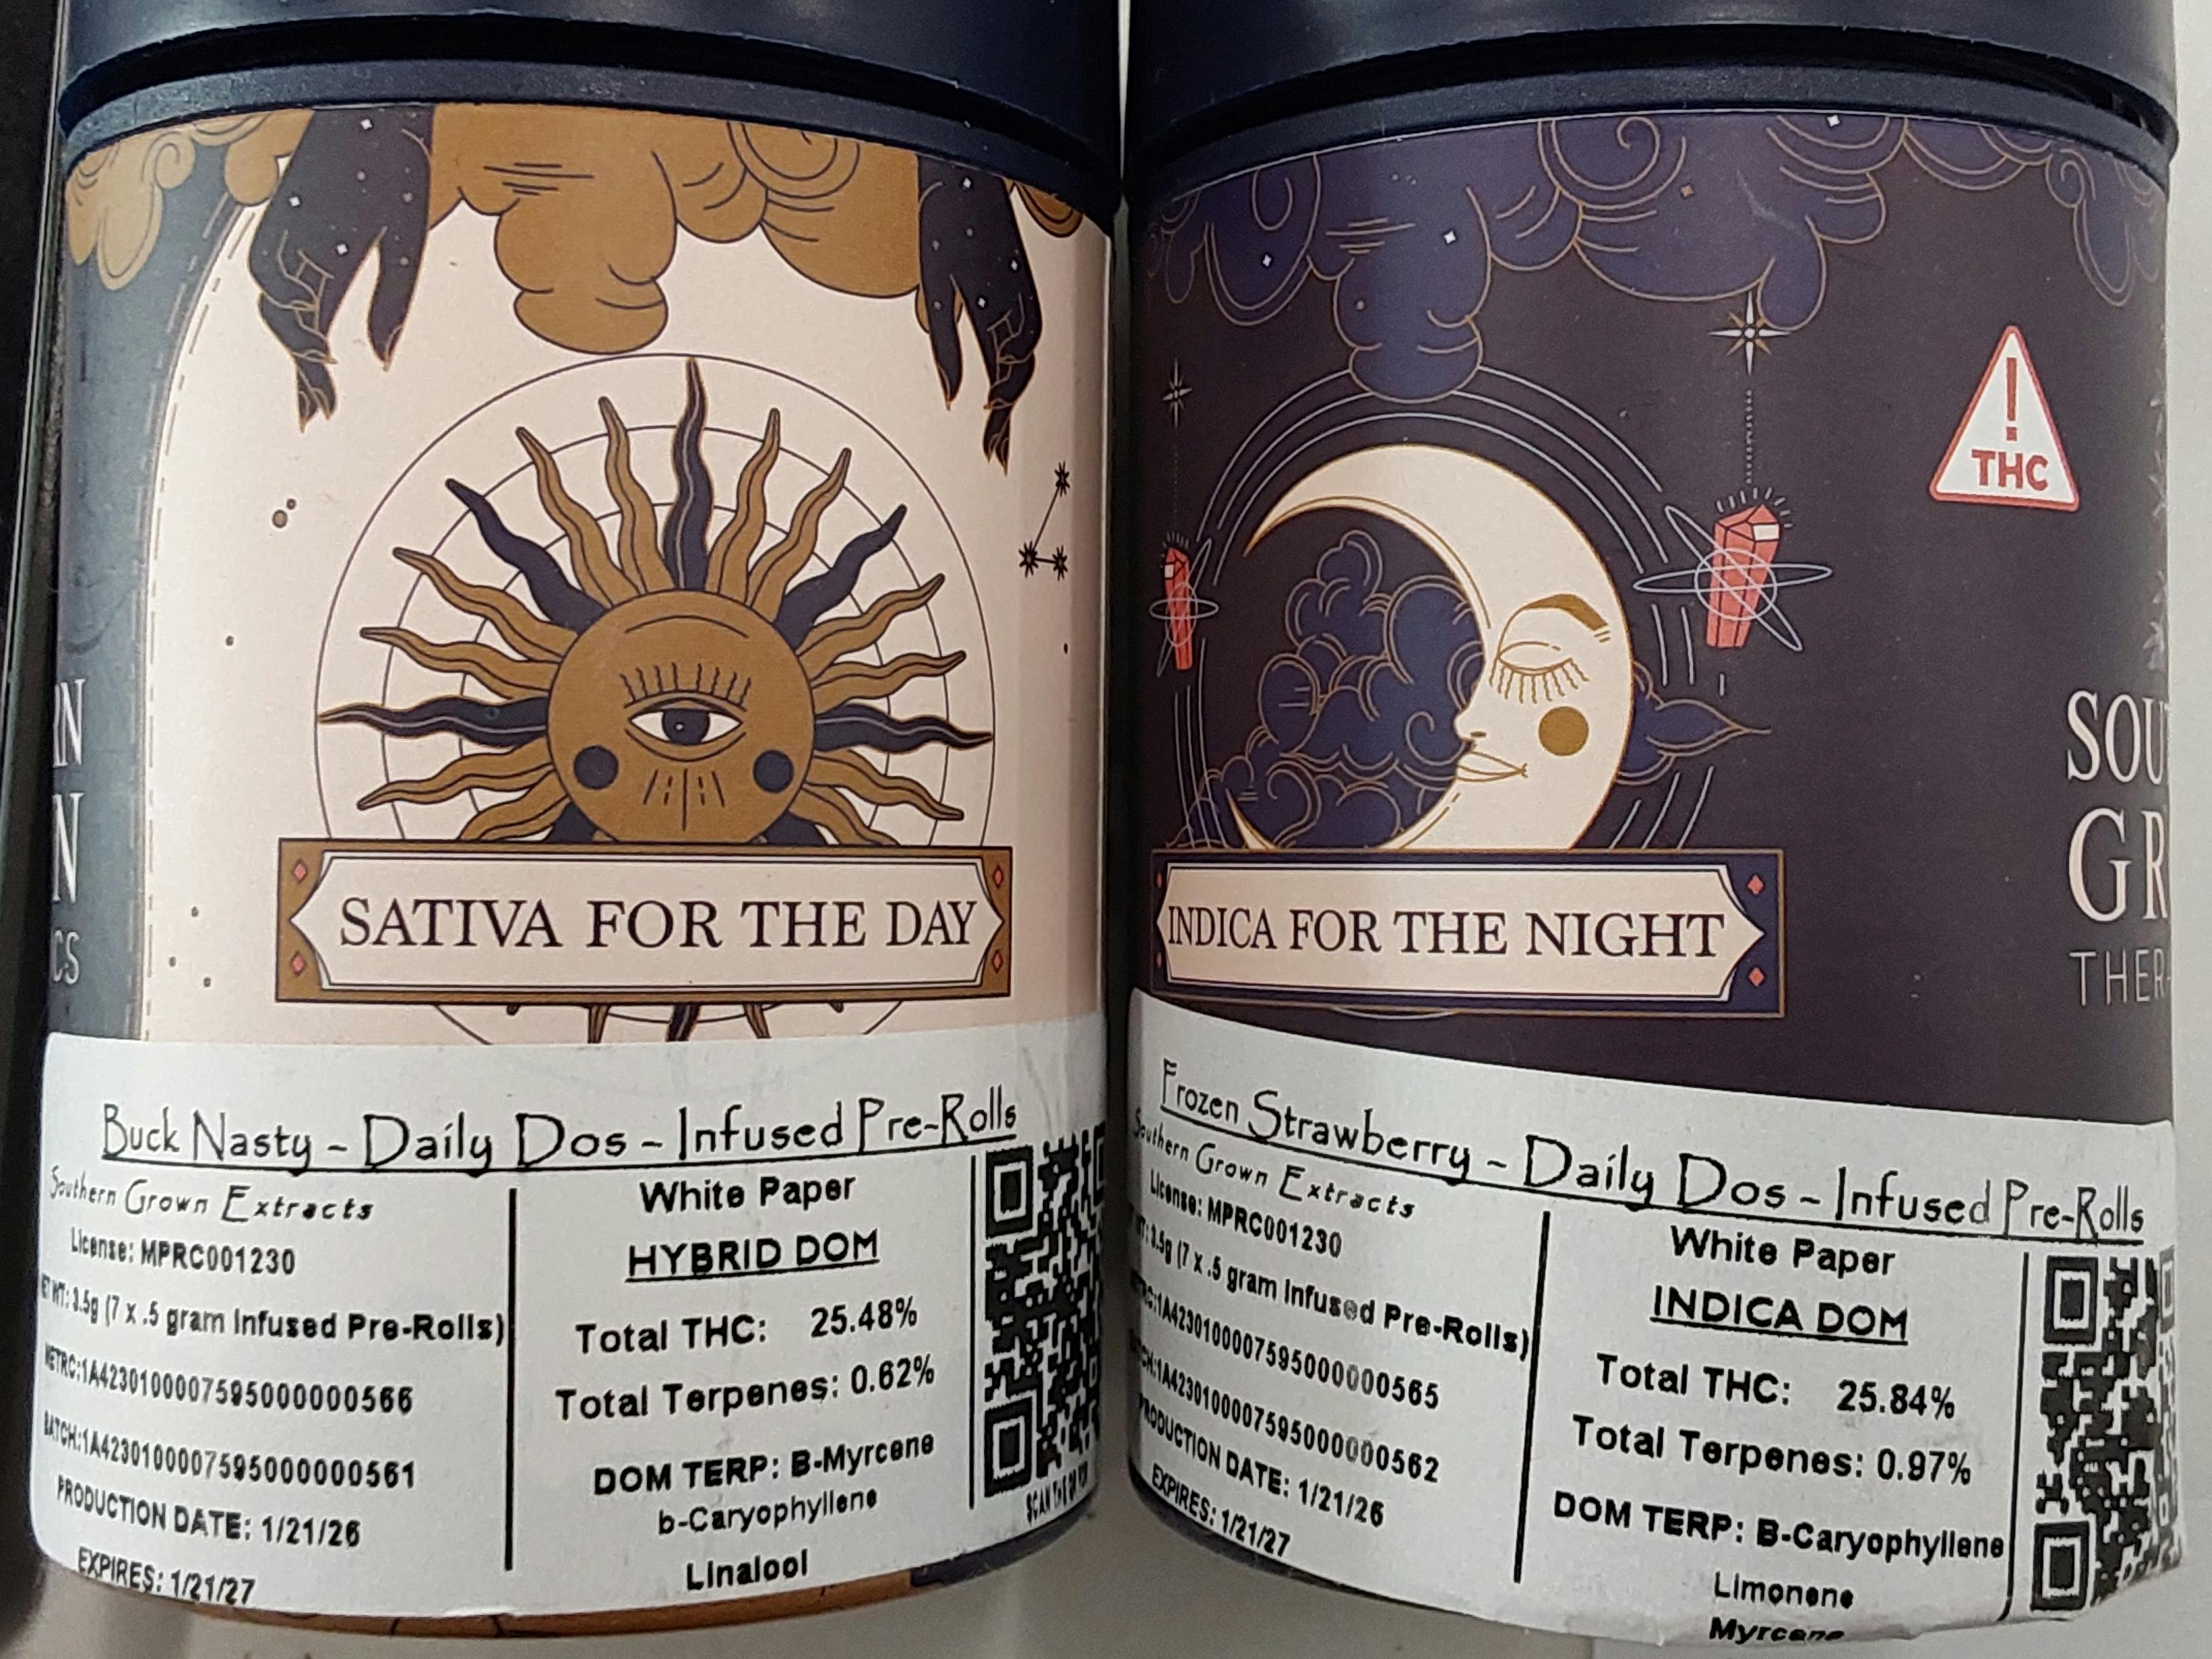 SATIVA FOR THE DAY
Buck Nasty - Daily Dos - Infused Pre-Rolls
Southern Grown Extracts
License: MPRC001230
NET WT: 3.5g (7 x .5 gram Infused Pre-Rolls)
METRC:1A4230100007595000000566
BATCH:1A4230100007595000000561
PRODUCTION DATE: 1/21/26
EXPIRES: 1/21/27
White Paper
HYBRID DOM
Total THC: 25.48%
Total Terpenes: 0.62%
DOM TERP: B-Myrcene
b-Caryophyllene
Linalool
!
THC
INDICA FOR THE NIGHT
SOU
GR
THER
Frozen Strawberry - Daily Dos - Infused Pre-Rolls
Southern Grown Extracts
License: MPRC001230
3.5g (7 x .5 gram Infused Pre-Rolls)
:1A4230100007595000000565
:1A4230100007595000000562
PRODUCTION DATE: 1/21/26
EXPIRES: 1/21/27
White Paper
INDICA DOM
Total THC: 25.84%
Total Terpenes: 0.97%
DOM TERP: B-Caryophyllene
Limonene
Myrcene